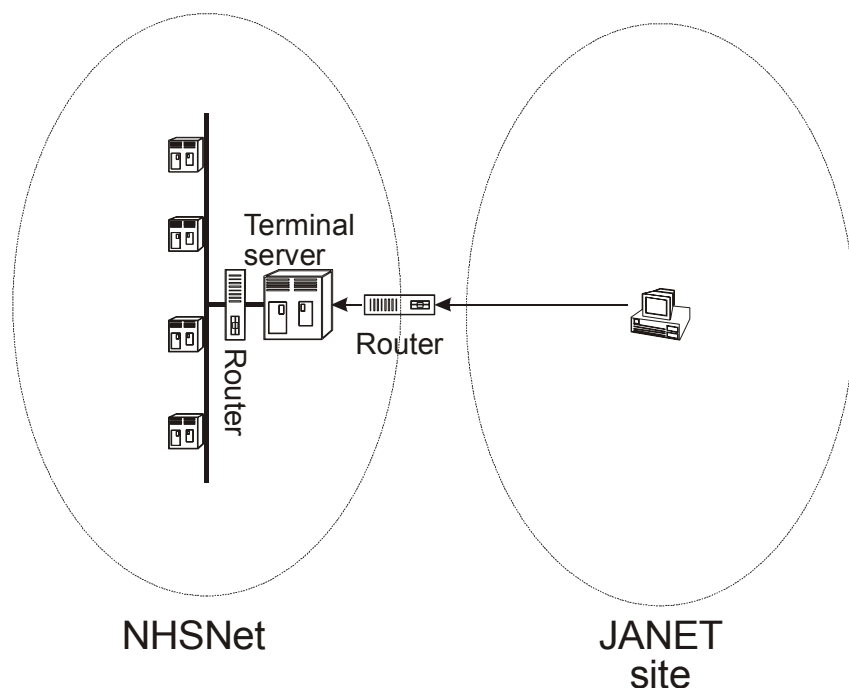 Terminal
server
Router
Router
NHSNet
JANET
site